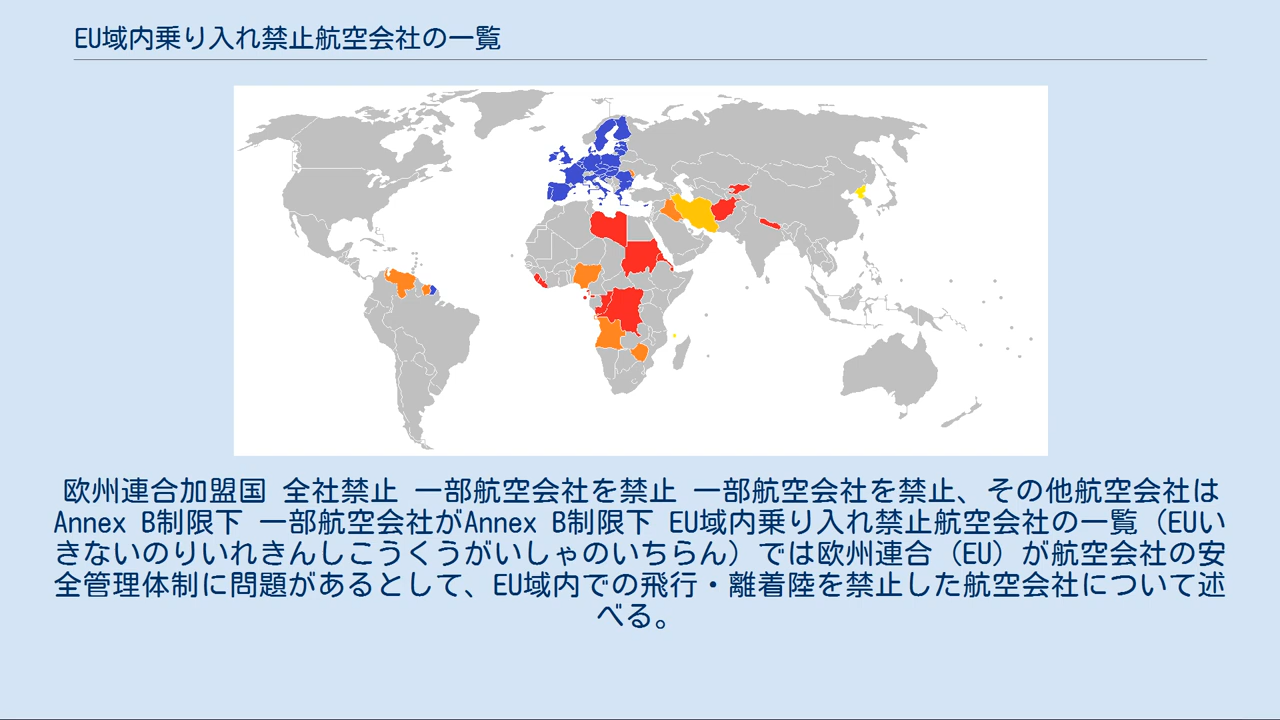 EU域内乗り入れ禁止航空会社の一覧
欧州連合加盟国 全社禁止 一部航空会社を禁止 一部航空会社を禁止、その他航空会社は
Annex B制限下 一部航空会社がAnnex B制限下 EU域内乗り入れ禁止航空会社の一覧（EUい
きないのりいれきんしこうくうがいしゃのいちらん）では欧州連合（EU）が航空会社の安
全管理体制に問題があるとして、EU域内での飛行・離着陸を禁止した航空会社について述
べる。